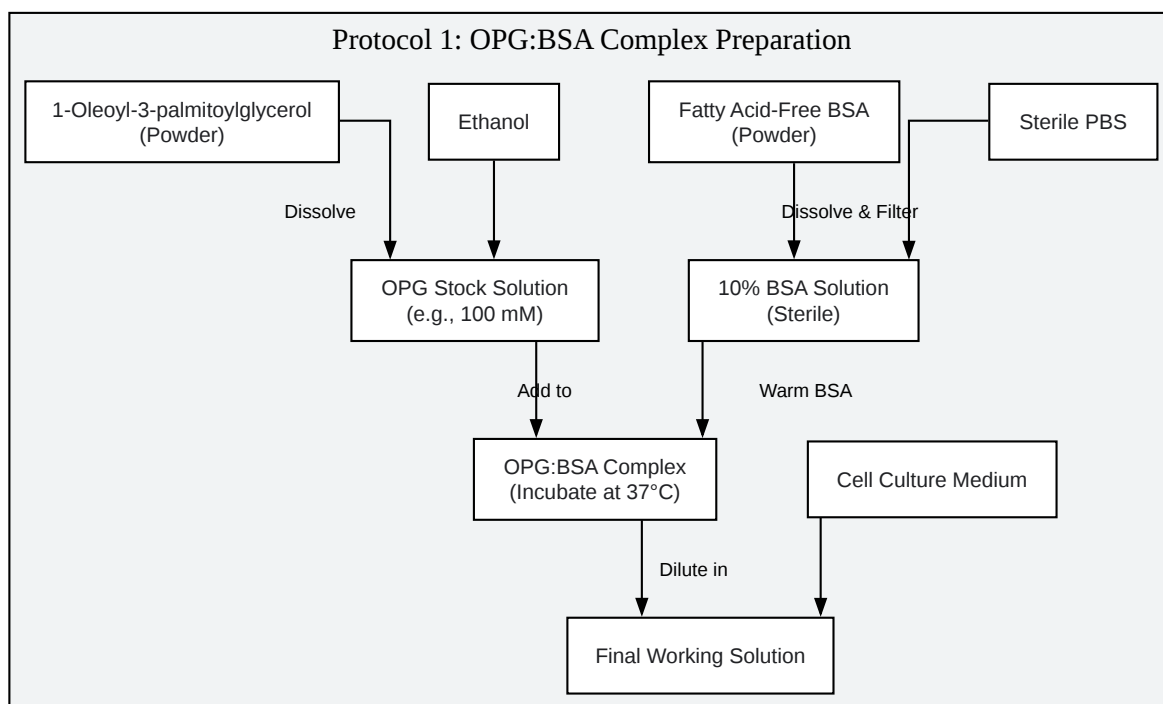 Protocol 1: OPG:BSA Complex Preparation
1-Oleoyl-3-palmitoylglycerol
(Powder)
Ethanol
Fatty Acid-Free BSA
(Powder)
Sterile PBS
Dissolve
Dissolve & Filter
OPG Stock Solution
(e.g., 100 mM)
10% BSA Solution
(Sterile)
Add to
Warm BSA
OPG:BSA Complex
(Incubate at 37°C)
Cell Culture Medium
Dilute in
Final Working Solution